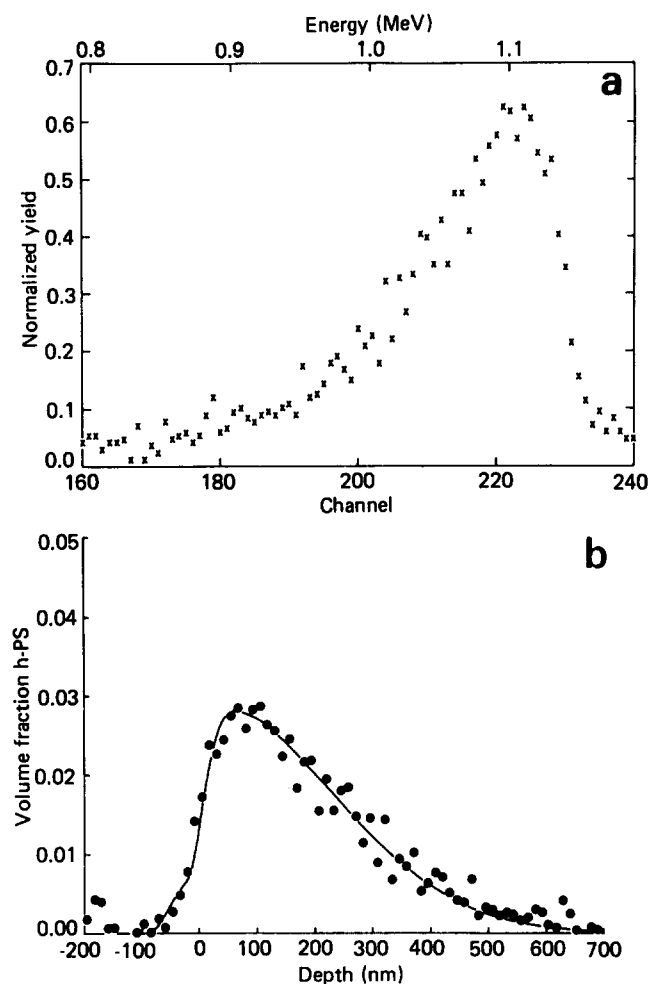 Energy (MeV)
0.8 0.9 1.0 1.1
a
0.7
0.6
0.5
0.4
0.3
0.2
0.1
0.0
Normalized yield
160 180 200 220 240
Channel
b
0.05
0.04
0.03
0.02
0.01
0.00
Volume fraction h-PS
-200 -100 0 100 200 300 400 500 600 700
Depth (nm)